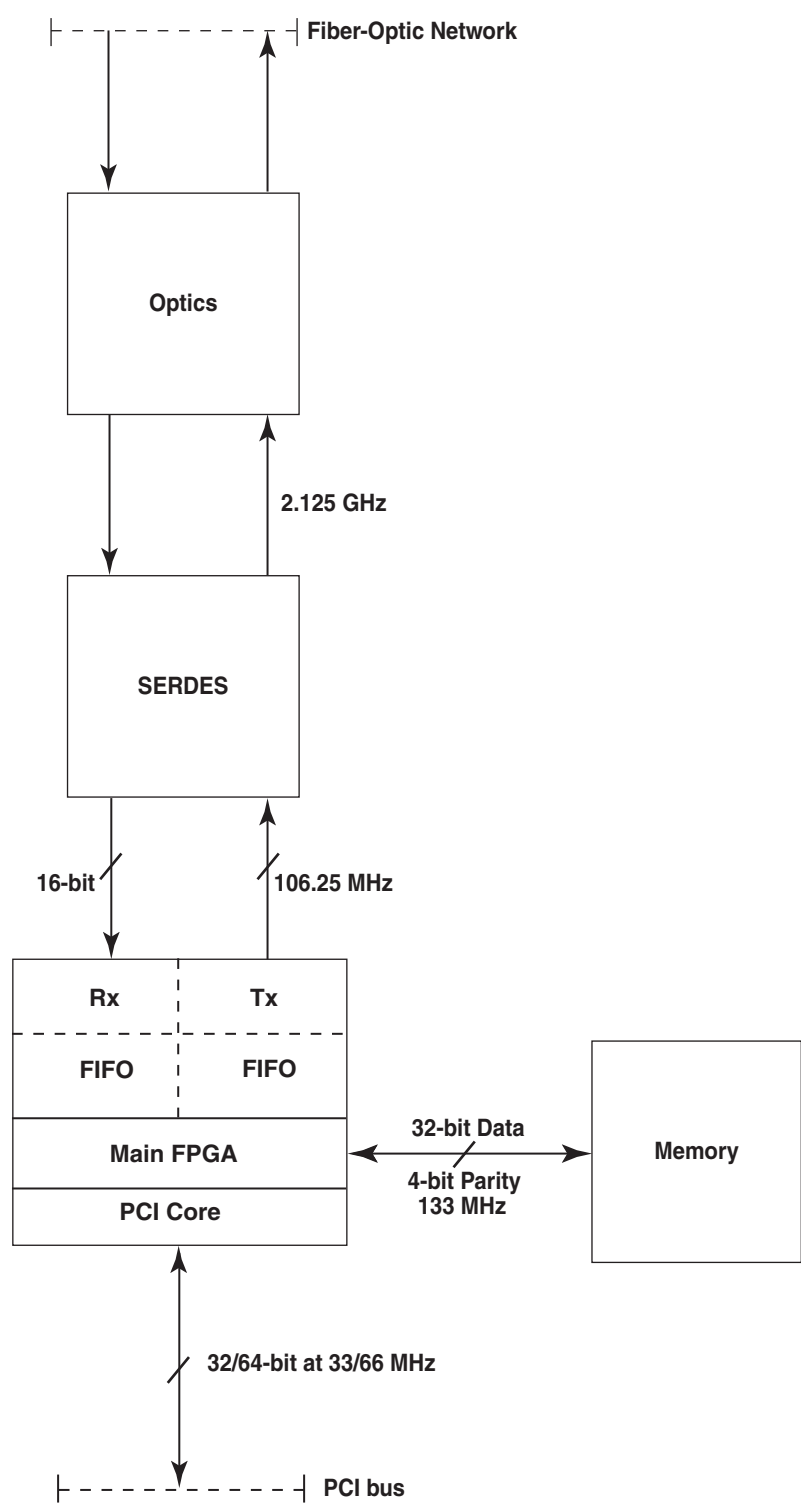 Fiber-Optic Network
Optics
2.125 GHz
SERDES
16-bit
106.25 MHz
Rx
Tx
FIFO
FIFO
Main FPGA
32-bit Data
4-bit Parity
133 MHz
Memory
PCI Core
32/64-bit at 33/66 MHz
PCI bus